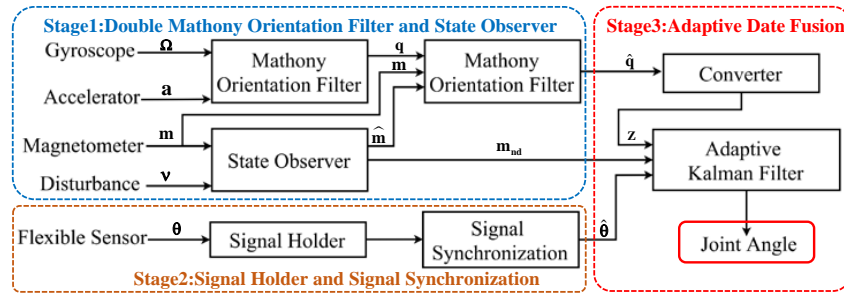 Stage1:Double Mathony Orientation Filter and State Observer
Stage3:Adaptive Date Fusion
Gyroscope
Ω
Mathony
Orientation Filter
q
m
Mathony
Orientation Filter
q̂
Converter
Accelerator
a
Magnetometer
m
State Observer
m̂
m_nd
z
Adaptive
Kalman Filter
Disturbance
ν
Flexible Sensor
θ
Signal Holder
Signal
Synchronization
θ̂
Joint Angle
Stage2:Signal Holder and Signal Synchronization